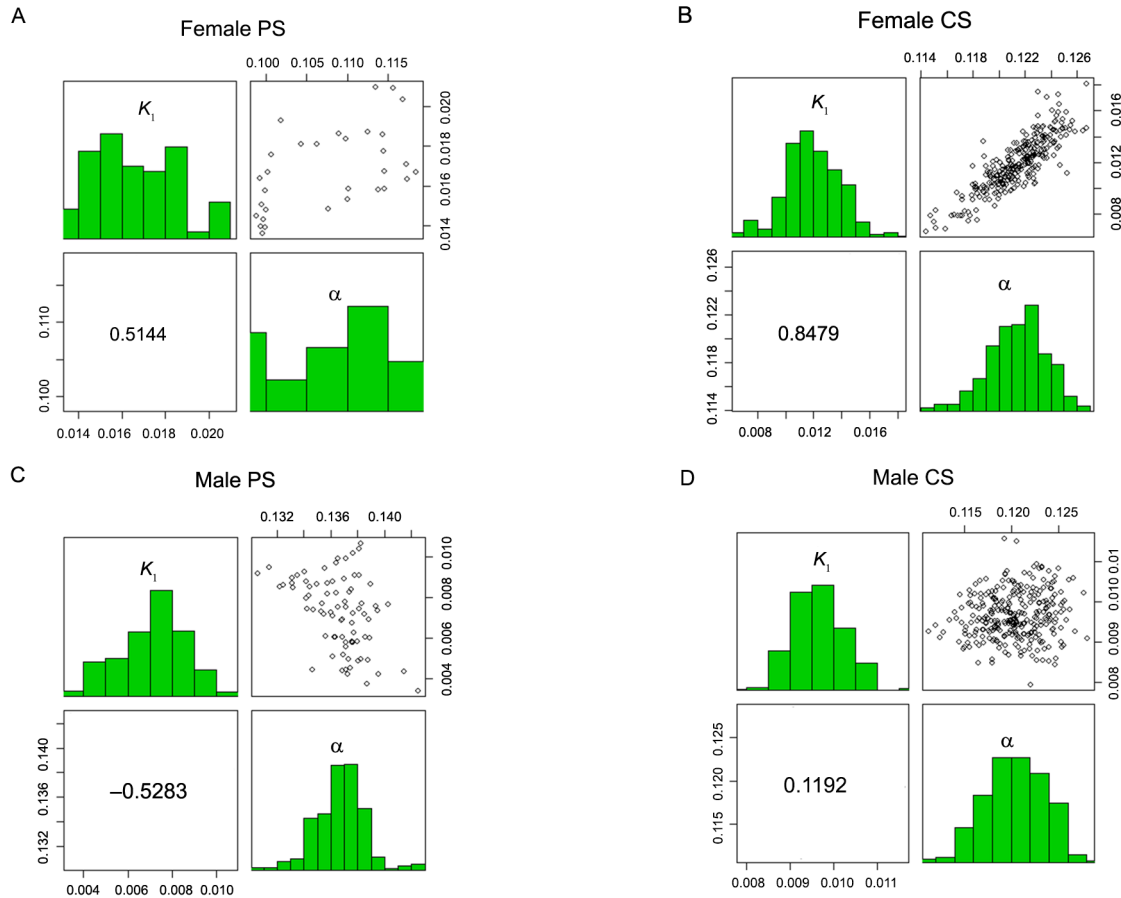 A
Female PS
0.100 0.105 0.110 0.115
K1
0.014 0.016 0.018 0.020
0.5144
α
0.100 0.110
0.014 0.016 0.018 0.020
B
Female CS
0.114 0.118 0.122 0.126
K1
0.008 0.012 0.016
0.8479
α
0.114 0.118 0.122 0.126
0.008 0.012 0.016
C
Male PS
0.132 0.136 0.140
K1
0.004 0.006 0.008 0.010
–0.5283
α
0.132 0.136 0.140
0.004 0.006 0.008 0.010
D
Male CS
0.115 0.120 0.125
K1
0.008 0.009 0.010 0.01
0.1192
α
0.115 0.120 0.125
0.008 0.009 0.010 0.011